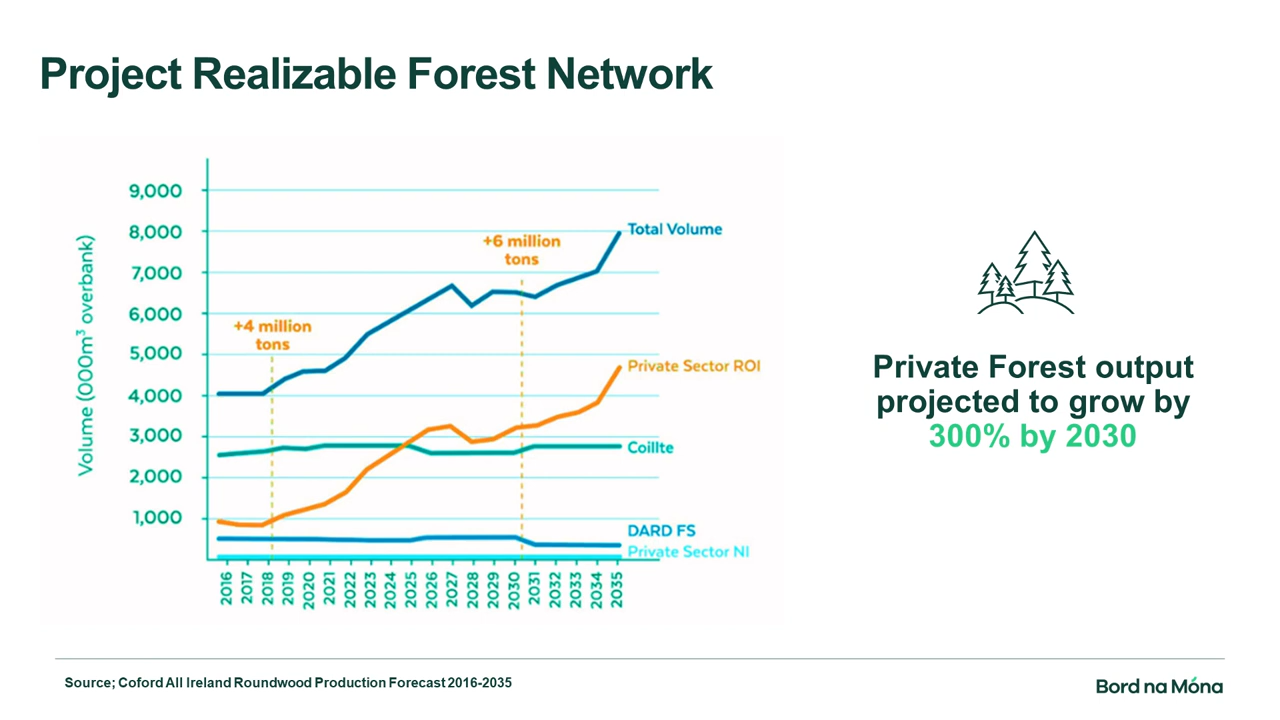 Project Realizable Forest Network
Volume (000m³ overbank)
9,000
8,000
7,000
6,000
5,000
4,000
3,000
2,000
1,000
+4 million
tons
+6 million
tons
Total Volume
Private Sector ROI
Coillte
DARD FS
Private Sector NI
2016
2017
2018
2019
2020
2021
2022
2023
2024
2025
2026
2027
2028
2029
2030
2031
2032
2033
2034
2035
Private Forest output
projected to grow by
300% by 2030
Source; Coford All Ireland Roundwood Production Forecast 2016-2035
Bord na Móna